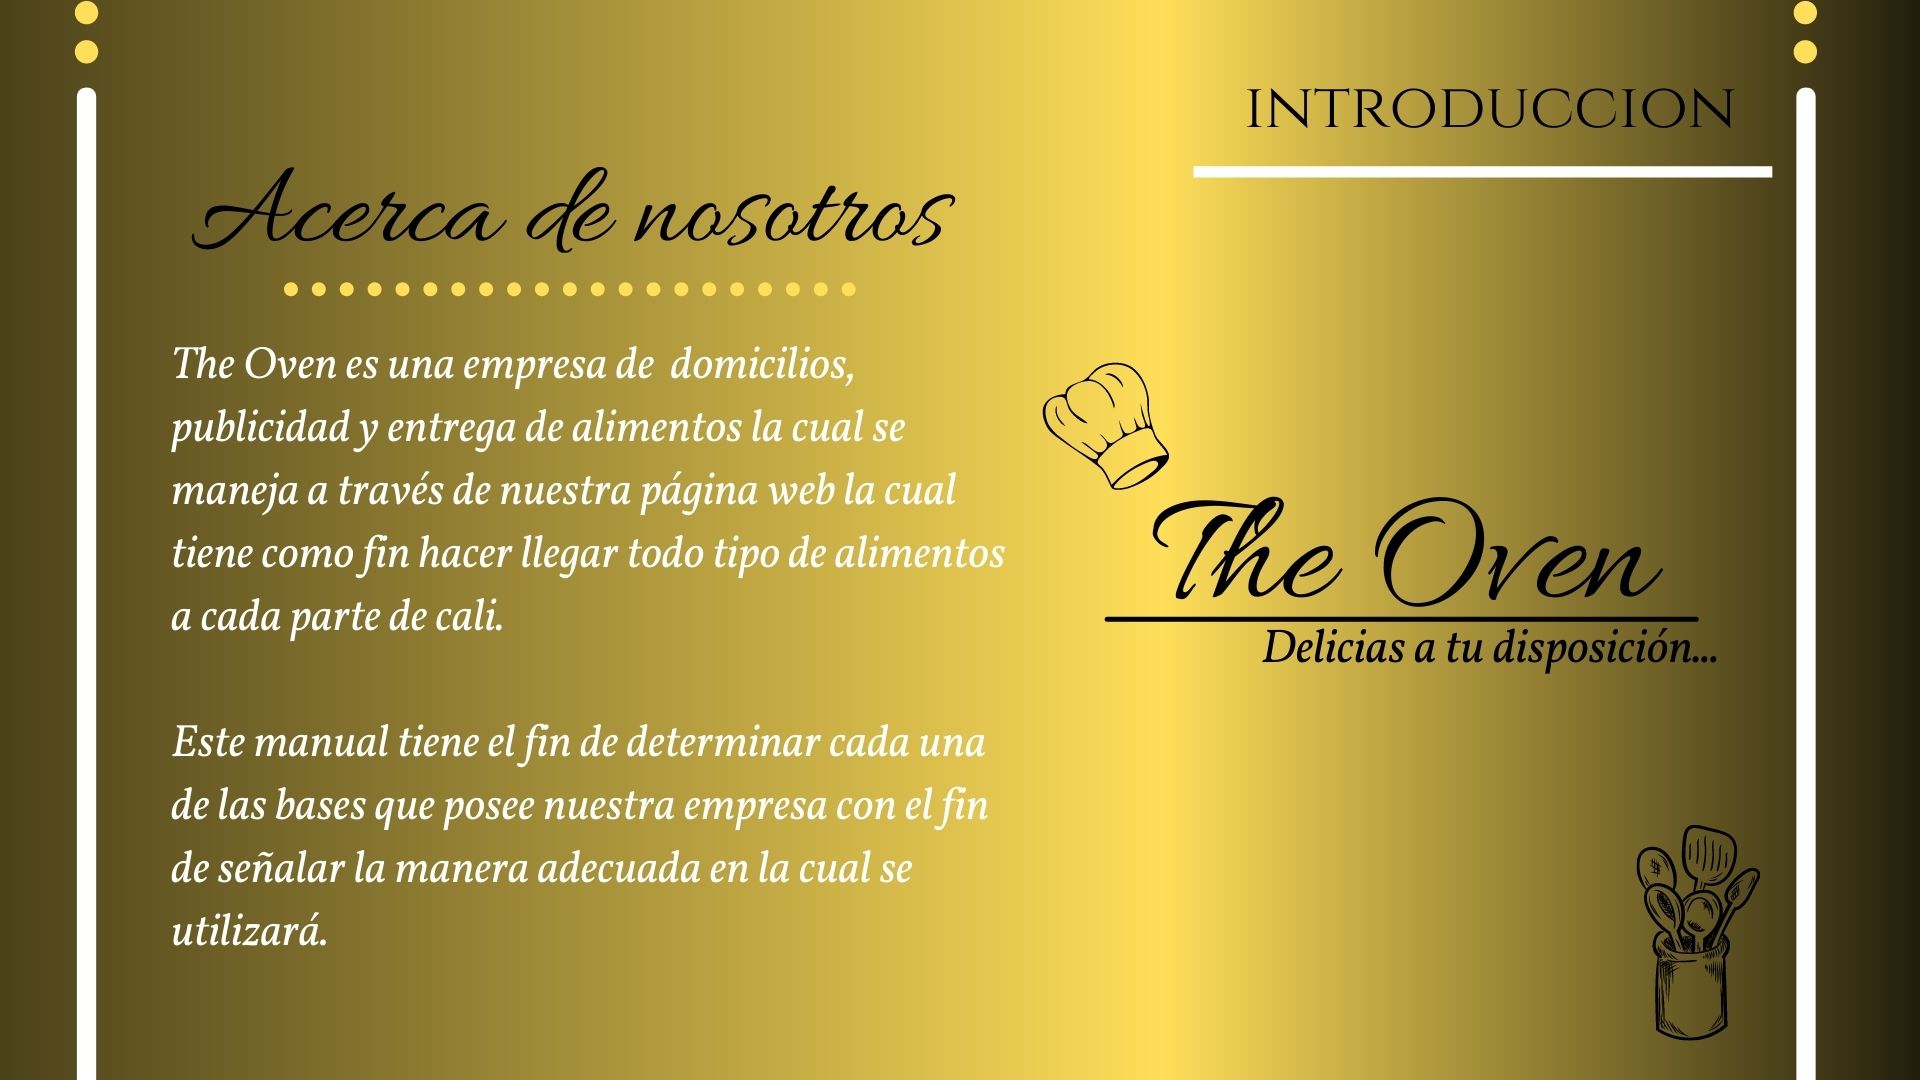 INTRODUCCION
Acerca de nosotros
The Oven es una empresa de  domicilios,
publicidad y entrega de alimentos la cual se
maneja a través de nuestra página web la cual
tiene como fin hacer llegar todo tipo de alimentos
a cada parte de cali.
Este manual tiene el fin de determinar cada una
de las bases que posee nuestra empresa con el fin
de señalar la manera adecuada en la cual se
utilizará.
The Oven
Delicias a tu disposición...